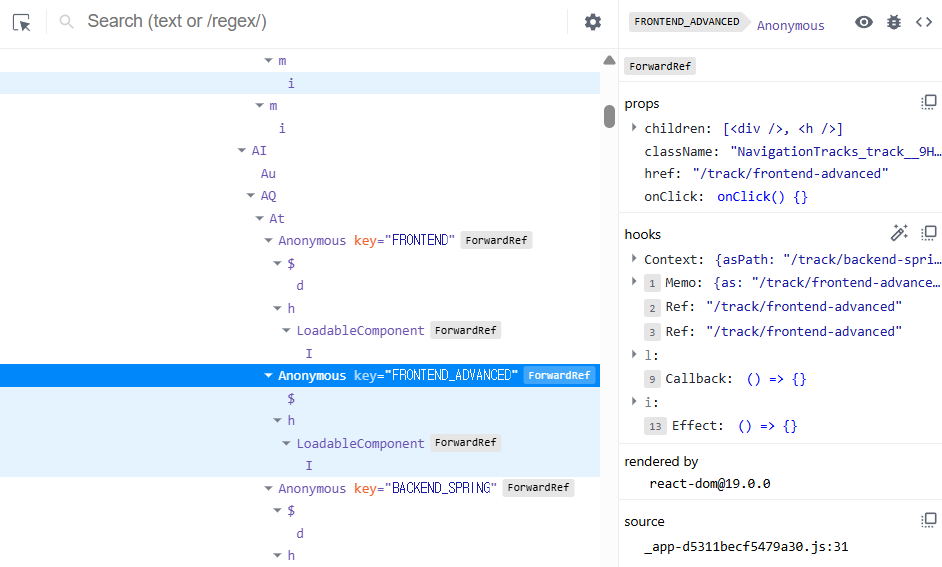 Search (text or /regex/)
m
i
m
i
AI
Au
AQ
At
Anonymous key="FRONTEND" ForwardRef
$
d
h
LoadableComponent ForwardRef
I
Anonymous key="FRONTEND_ADVANCED" ForwardRef
$
h
LoadableComponent ForwardRef
I
Anonymous key="BACKEND_SPRING" ForwardRef
$
d
h
FRONTEND_ADVANCED Anonymous
ForwardRef
props
children: [<div />, <h />]
className: "NavigationTracks_track__9H…
href: "/track/frontend-advanced"
onClick: onClick() {}
hooks
Context: {asPath: "/track/backend-spri…
1 Memo: {as: "/track/frontend-advance…
2 Ref: "/track/frontend-advanced"
3 Ref: "/track/frontend-advanced"
l:
9 Callback: () => {}
i:
13 Effect: () => {}
rendered by
react-dom@19.0.0
source
_app-d5311becf5479a30.js:31